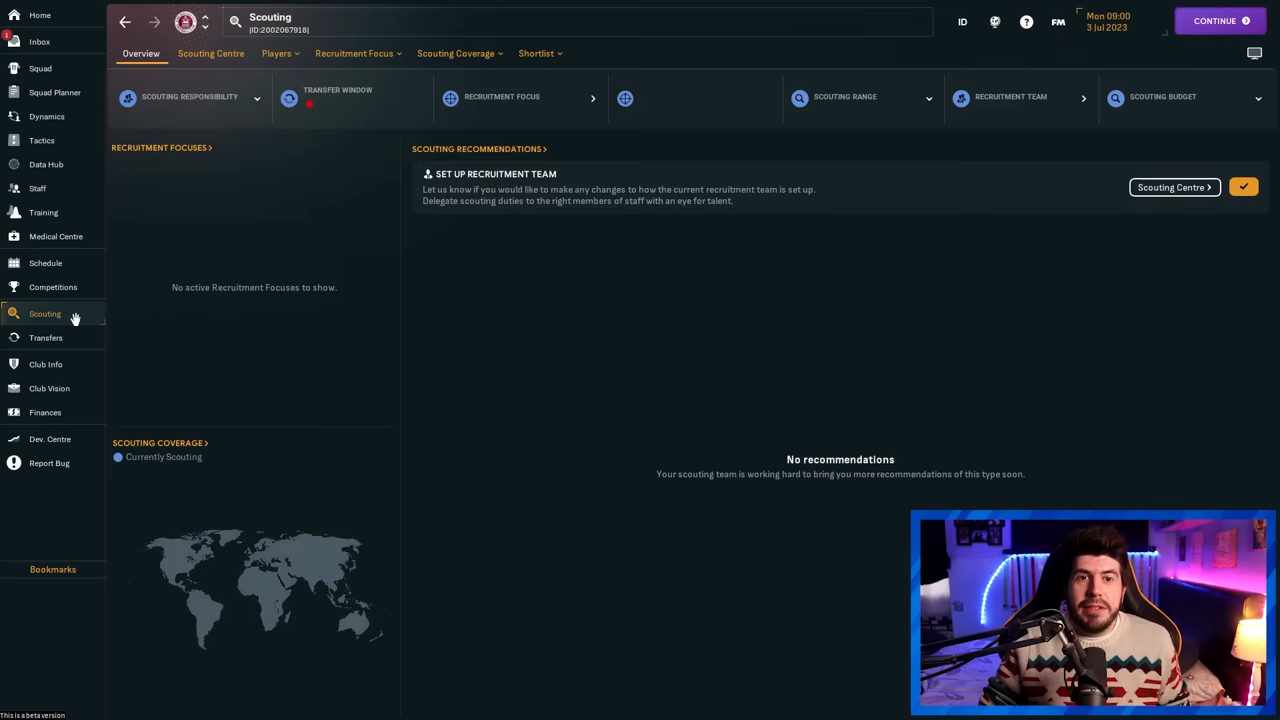 Home
1
Inbox
Squad
Squad Planner
Dynamics
Tactics
Data Hub
Staff
Training
Medical Centre
Schedule
Competitions
Scouting
Transfers
Club Info
Club Vision
Finances
Dev. Centre
Report Bug
Bookmarks
This is a beta version
Scouting
(ID:2002067918)
ID
?
FM
Mon 09:00
3 Jul 2023
CONTINUE
Overview
Scouting Centre
Players
Recruitment Focus
Scouting Coverage
Shortlist
SCOUTING RESPONSIBILITY
TRANSFER WINDOW
RECRUITMENT FOCUS
SCOUTING RANGE
RECRUITMENT TEAM
SCOUTING BUDGET
RECRUITMENT FOCUSES >
No active Recruitment Focuses to show.
SCOUTING COVERAGE >
Currently Scouting
SCOUTING RECOMMENDATIONS >
SET UP RECRUITMENT TEAM
Let us know if you would like to make any changes to how the current recruitment team is set up.
Delegate scouting duties to the right members of staff with an eye for talent.
Scouting Centre >
No recommendations
Your scouting team is working hard to bring you more recommendations of this type soon.